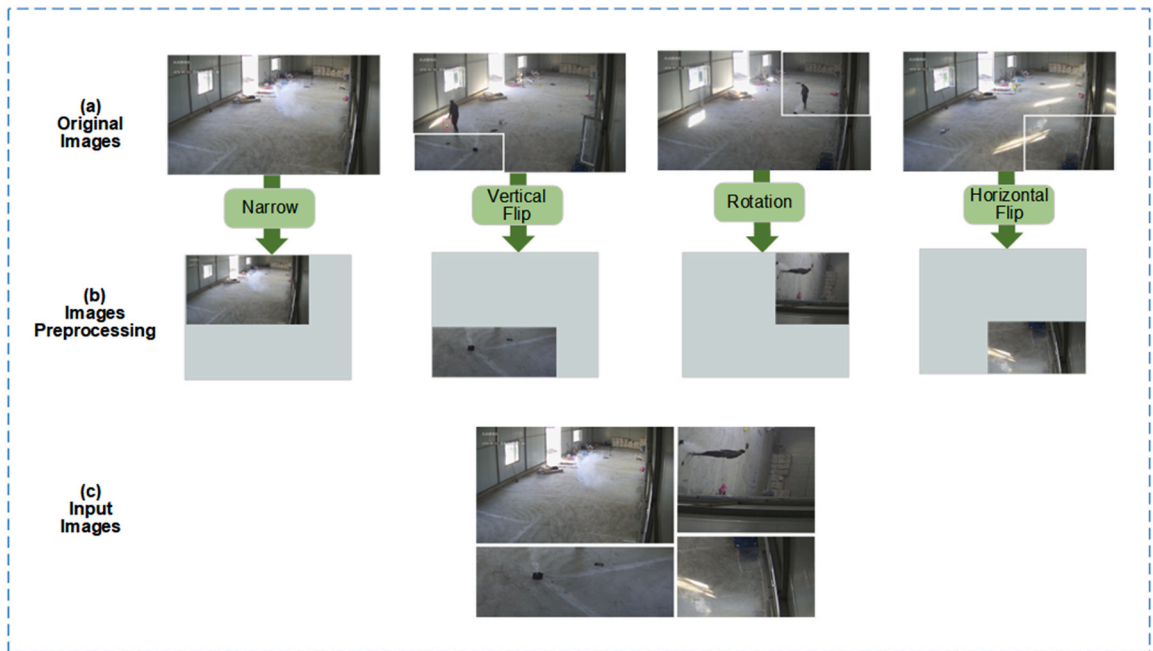 (a)
Original
Images
Narrow
Vertical
Flip
Rotation
Horizontal
Flip
(b)
Images
Preprocessing
(c)
Input
Images